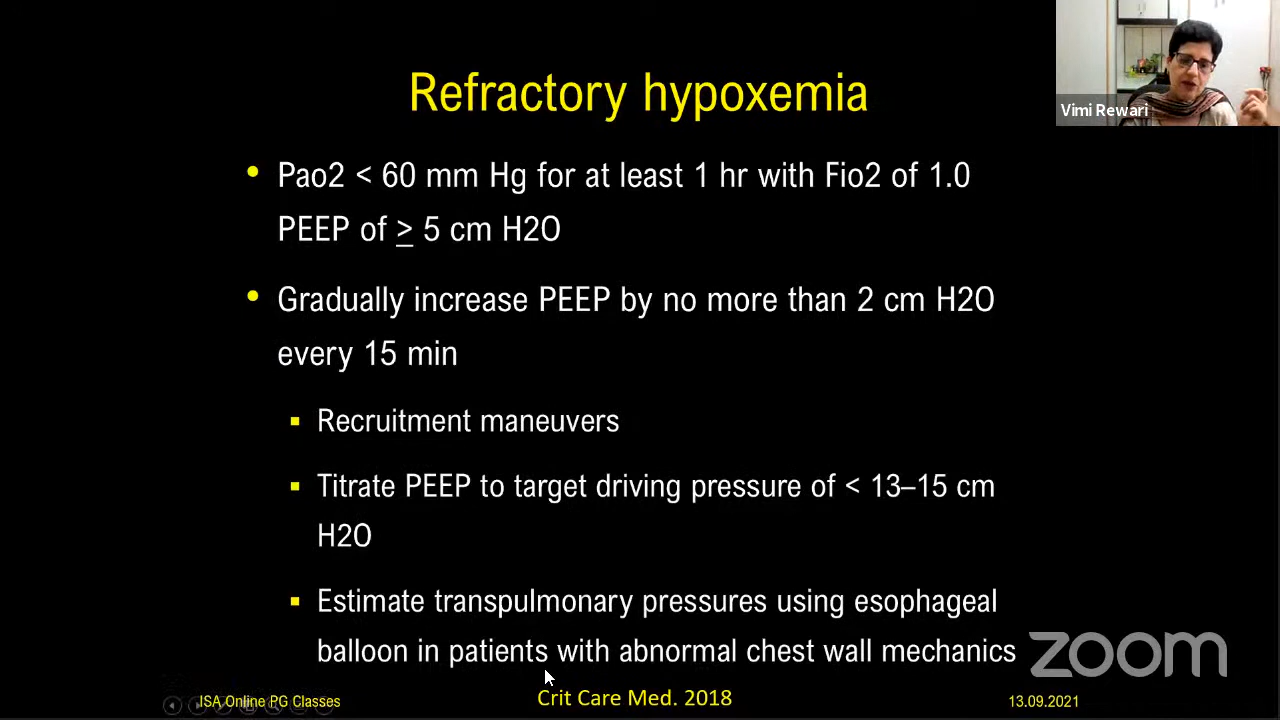 Refractory hypoxemia
Vimi Rewari
• Pao2 < 60 mm Hg for at least 1 hr with Fio2 of 1.0
PEEP of ≥ 5 cm H2O
• Gradually increase PEEP by no more than 2 cm H2O
every 15 min
▪ Recruitment maneuvers
▪ Titrate PEEP to target driving pressure of < 13–15 cm
H2O
▪ Estimate transpulmonary pressures using esophageal
balloon in patients with abnormal chest wall mechanics
zoom
ISA Online PG Classes
Crit Care Med. 2018
13.09.2021